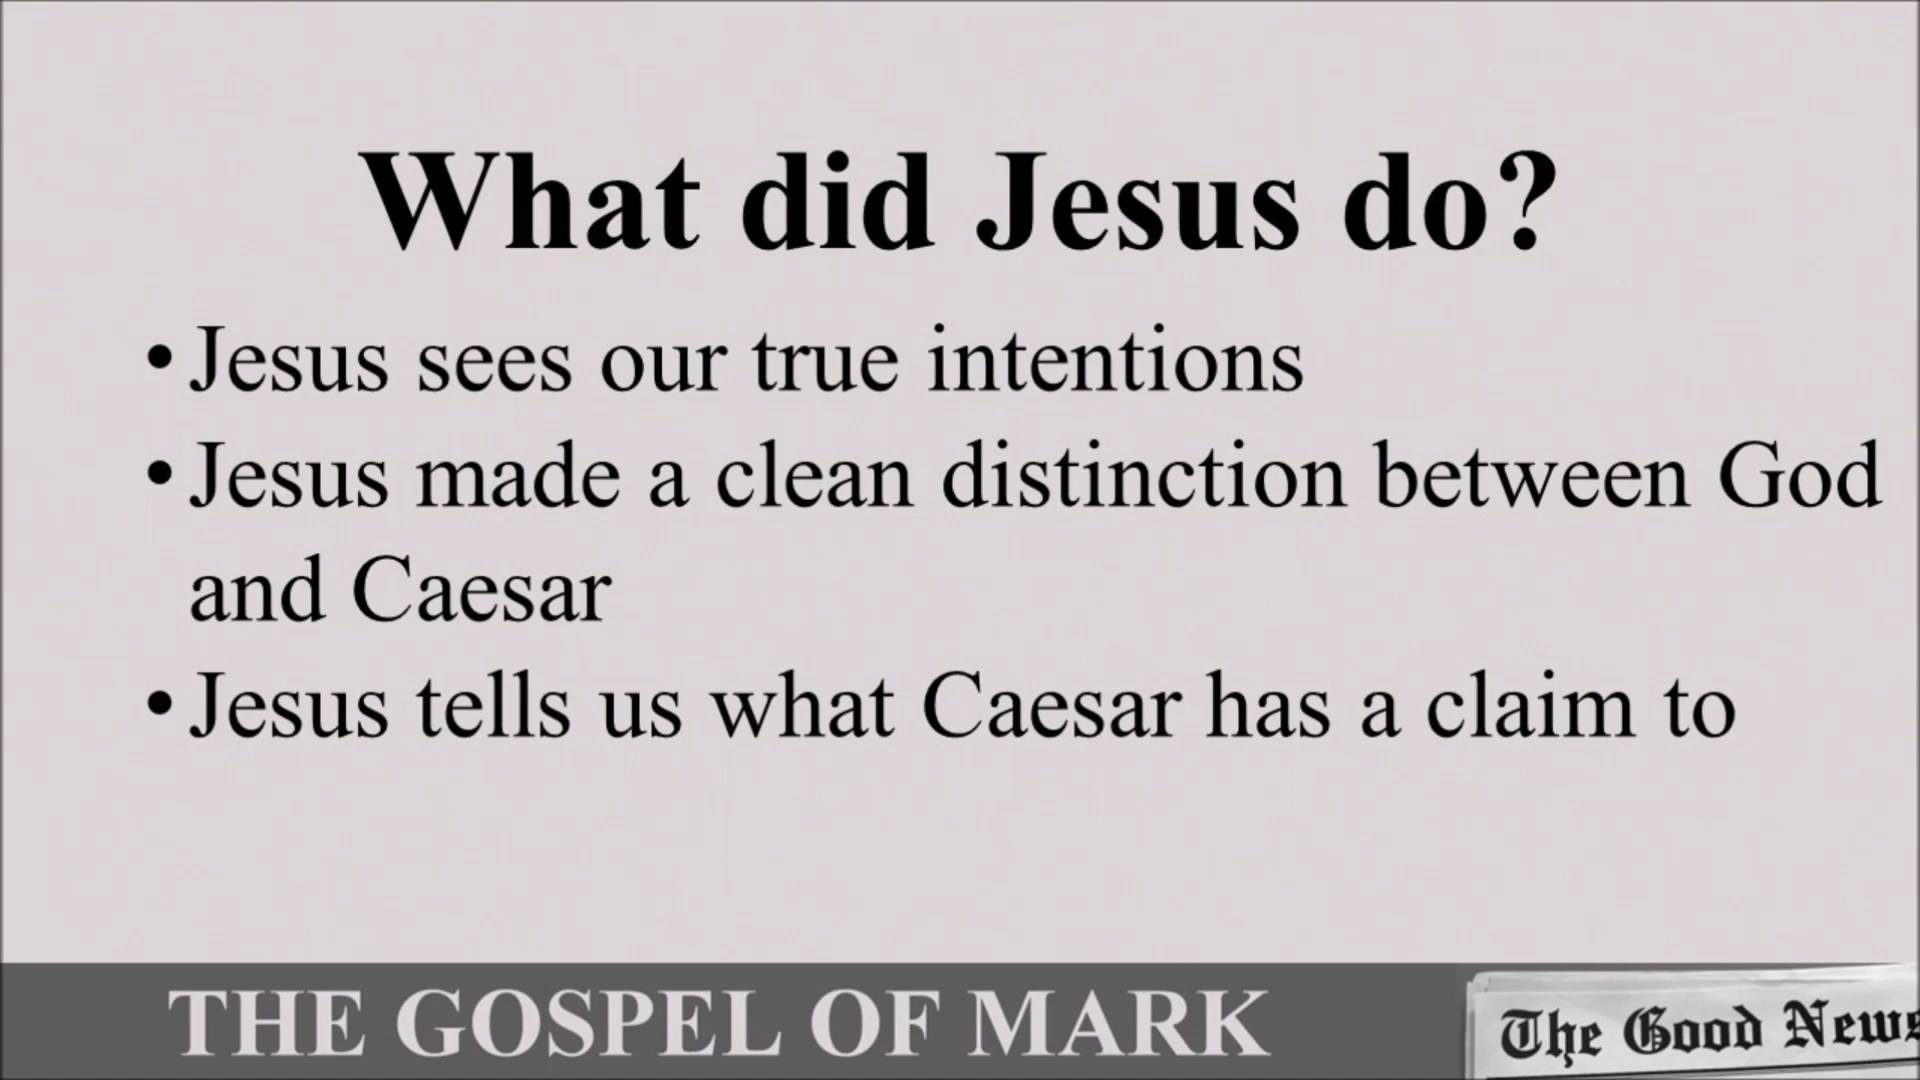 What did Jesus do?
•Jesus sees our true intentions
•Jesus made a clean distinction between God
and Caesar
•Jesus tells us what Caesar has a claim to
THE GOSPEL OF MARK
The Good News